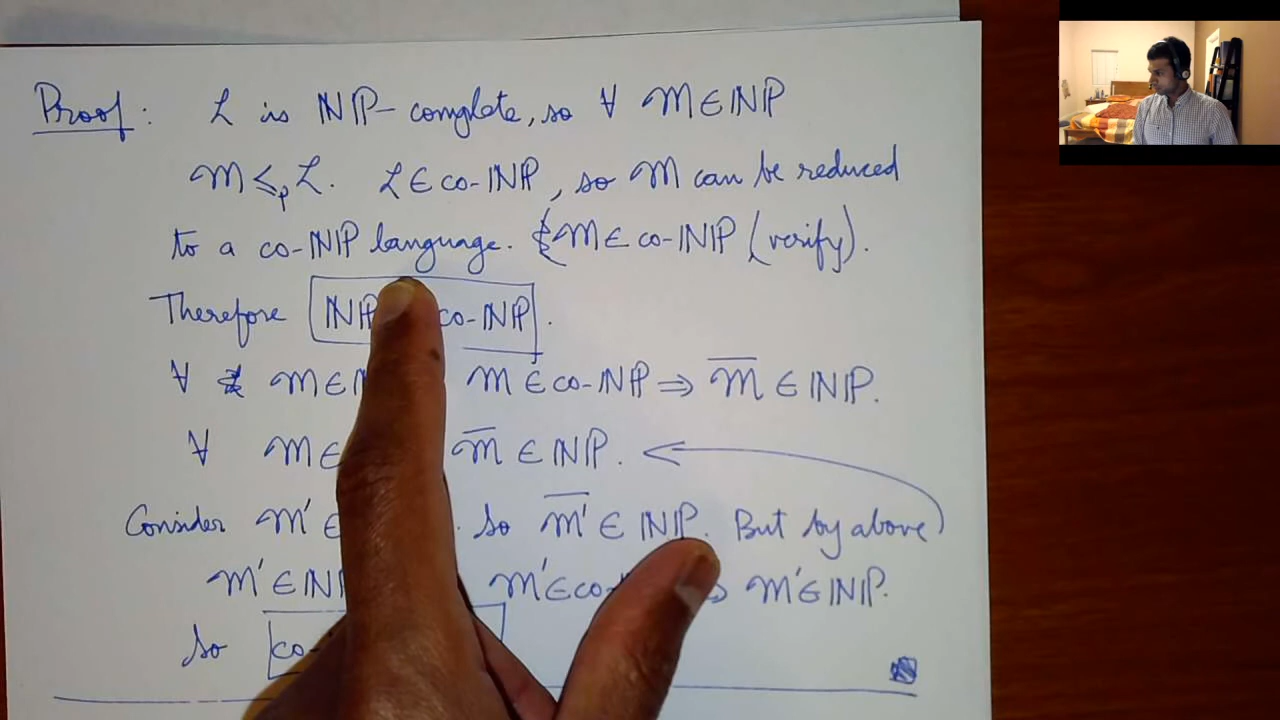 Proof: L is NP-complete, so ∀ M ∈ NP
M ≤p L. L ∈ co-NP, so M can be reduced
to a co-NP language. M ∈ co-NP (verify).
Therefore NP co-NP.
∀ M ∈ M ∈ co-NP ⇒ M̅ ∈ NP.
∀ M ∈ M̅ ∈ NP.
Consider M' ∈ . So M̅'̅ ∈ NP. But by above
M' ∈ NP M' ∈ co- M' ∈ NP.
So co-